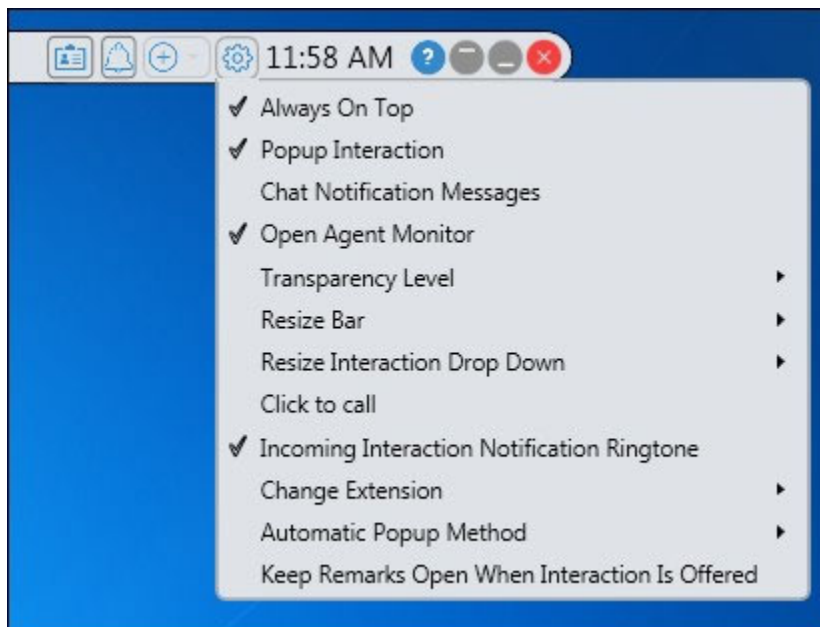 11:58 AM ?
Always On Top
Popup Interaction
Chat Notification Messages
Open Agent Monitor
Transparency Level
Resize Bar
Resize Interaction Drop Down
Click to call
Incoming Interaction Notification Ringtone
Change Extension
Automatic Popup Method
Keep Remarks Open When Interaction Is Offered